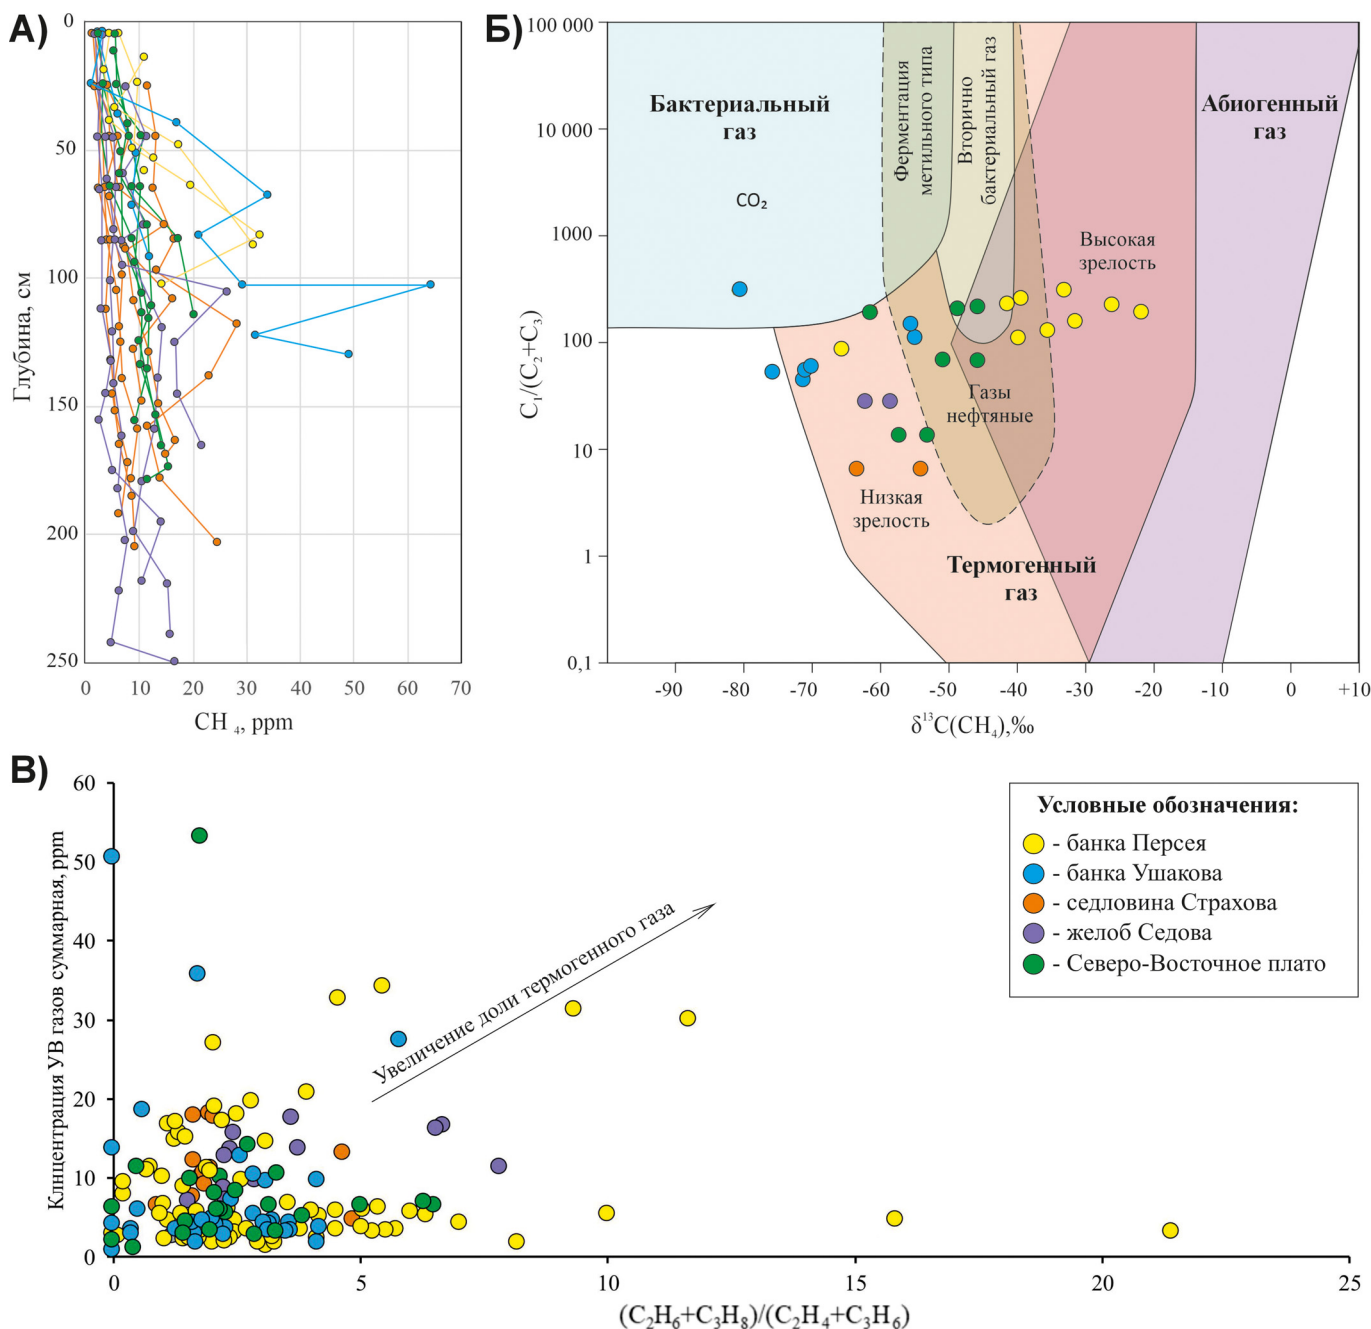 А)
0
50
100
150
200
250
Глубина, см
0 10 20 30 40 50 60 70
CH 4, ppm
Б)
100 000
10 000
1000
100
10
1
0,1
C₁/(C₂+C₃)
Бактериальный
газ
CO₂
Ферментация
метильного типа
Вторично
бактериальный газ
Абиогенный
газ
Высокая
зрелость
Газы
нефтяные
Низкая
зрелость
Термогенный
газ
-90 -80 -70 -60 -50 -40 -30 -20 -10 0 +10
δ¹³C(CH₄),‰
В)
60
50
40
30
20
10
0
Клнцентрация УВ газов суммарная, ppm
Увеличение доли термогенного газа
Условные обозначения:
- банка Персея
- банка Ушакова
- седловина Страхова
- желоб Седова
- Северо-Восточное плато
0 5 10 15 20 25
(C₂H₆+C₃H₈)/(C₂H₄+C₃H₆)